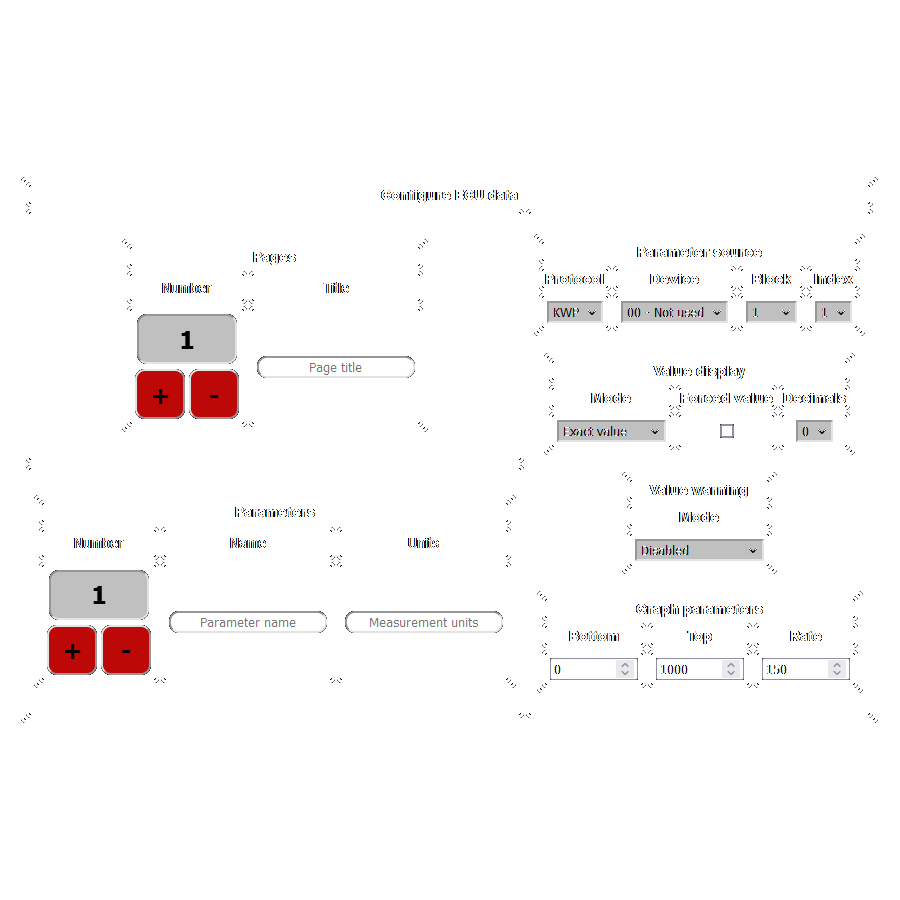 Configure ECU data
Pages
Number Title
1
Page title
+ -
Parameters
Number Name Units
1
Parameter name Measurement units
+ -
Parameter source
Protocol Device Block Index
KWP 00 - Not used 1 1
Value display
Mode Forced value Decimals
Exact value 0
Value warning
Mode
Disabled
Graph parameters
Bottom Top Rate
0 1000 150